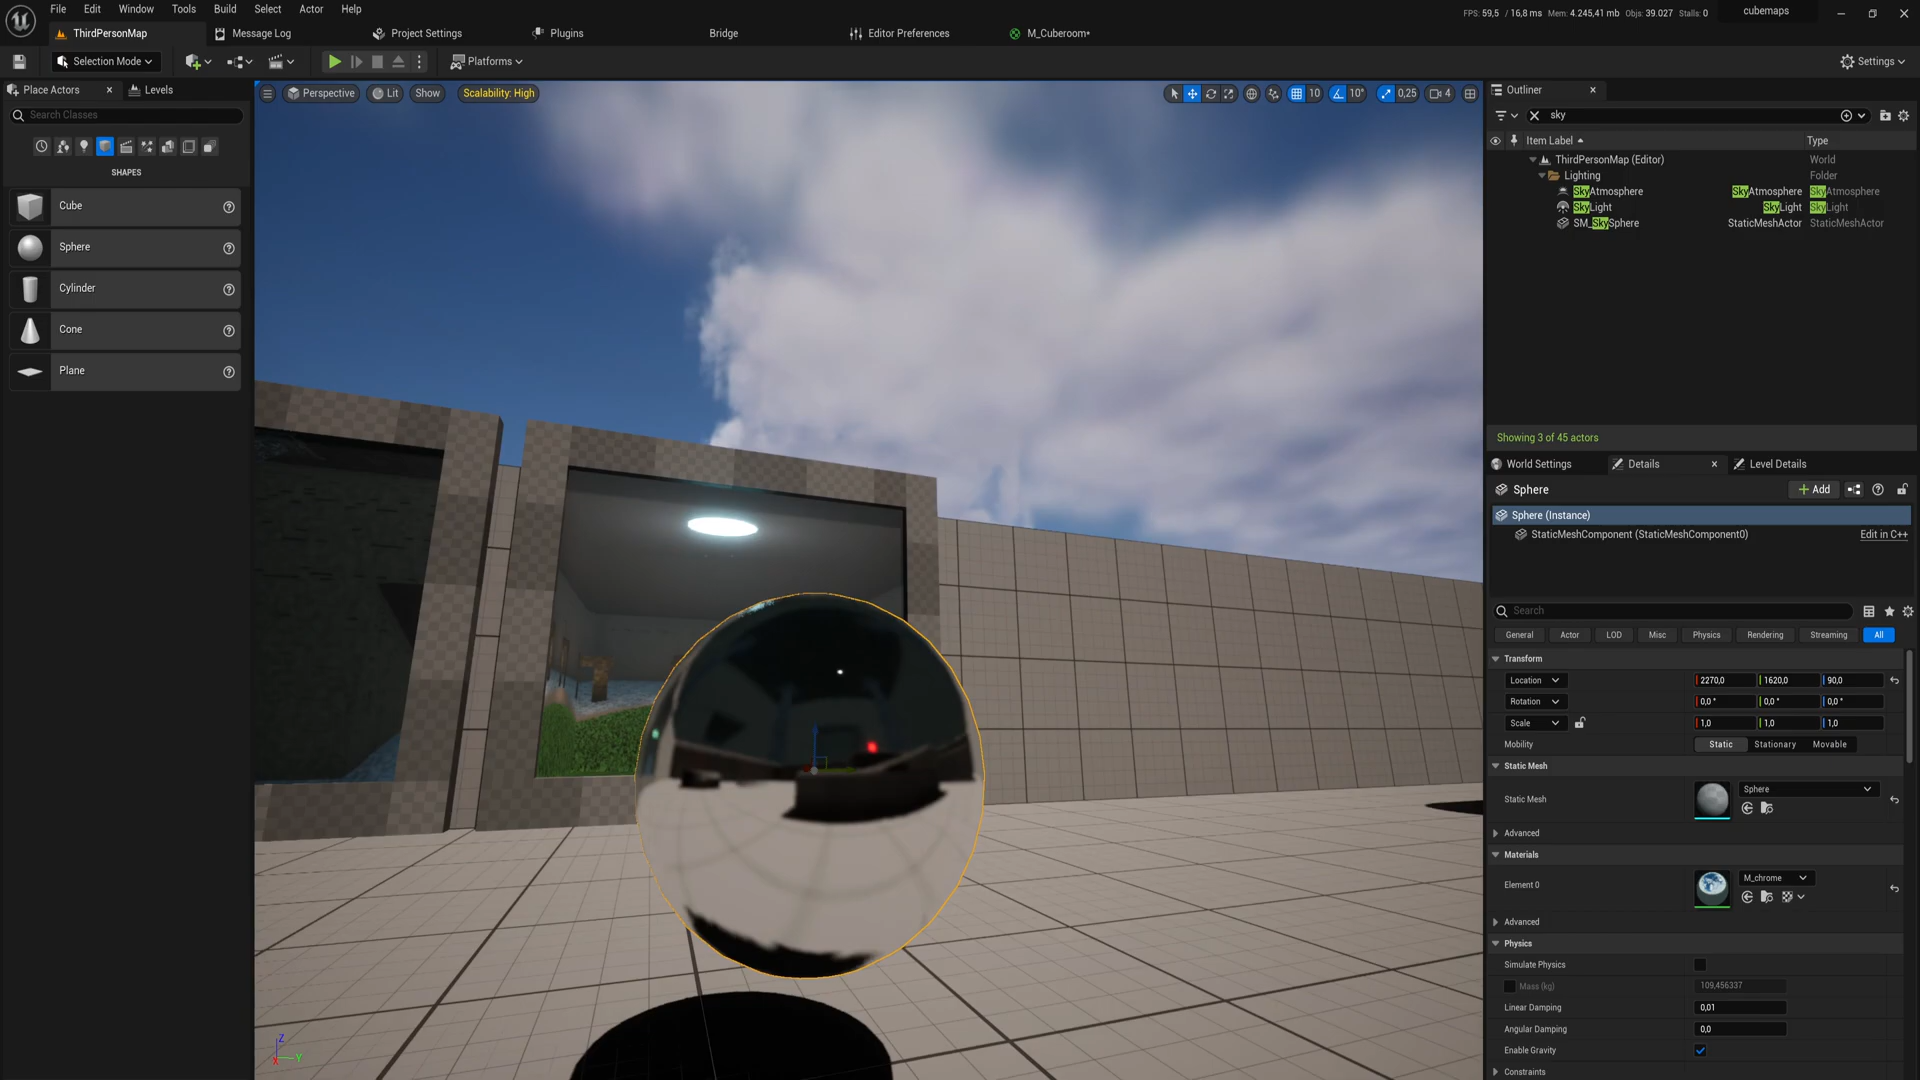 File Edit Window Tools Build Select Actor Help
FPS: 59,5 / 16,8 ms Mem: 4.245,41 mb Objs: 39.027 Stalls: 0 cubemaps
ThirdPersonMap Message Log Project Settings Plugins Bridge Editor Preferences M_Cuberoom*
Selection Mode Platforms Settings
Place Actors Levels
Search Classes
SHAPES
Cube
Sphere
Cylinder
Cone
Plane
Perspective Lit Show Scalability: High 10 10° 0,25 4
Z
X Y
Outliner
sky
Item Label Type
ThirdPersonMap (Editor) World
Lighting Folder
SkyAtmosphere SkyAtmosphere SkyAtmosphere
SkyLight SkyLight SkyLight
SM_SkySphere StaticMeshActor StaticMeshActor
Showing 3 of 45 actors
World Settings Details Level Details
Sphere Add
Sphere (Instance)
StaticMeshComponent (StaticMeshComponent0) Edit in C++
Search
General Actor LOD Misc Physics Rendering Streaming All
Transform
Location 2270,0 1620,0 90,0
Rotation 0,0 ° 0,0 ° 0,0 °
Scale 1,0 1,0 1,0
Mobility Static Stationary Movable
Static Mesh
Static Mesh Sphere
Advanced
Materials
Element 0 M_chrome
Advanced
Physics
Simulate Physics
Mass (kg) 109,456337
Linear Damping 0,01
Angular Damping 0,0
Enable Gravity
Constraints